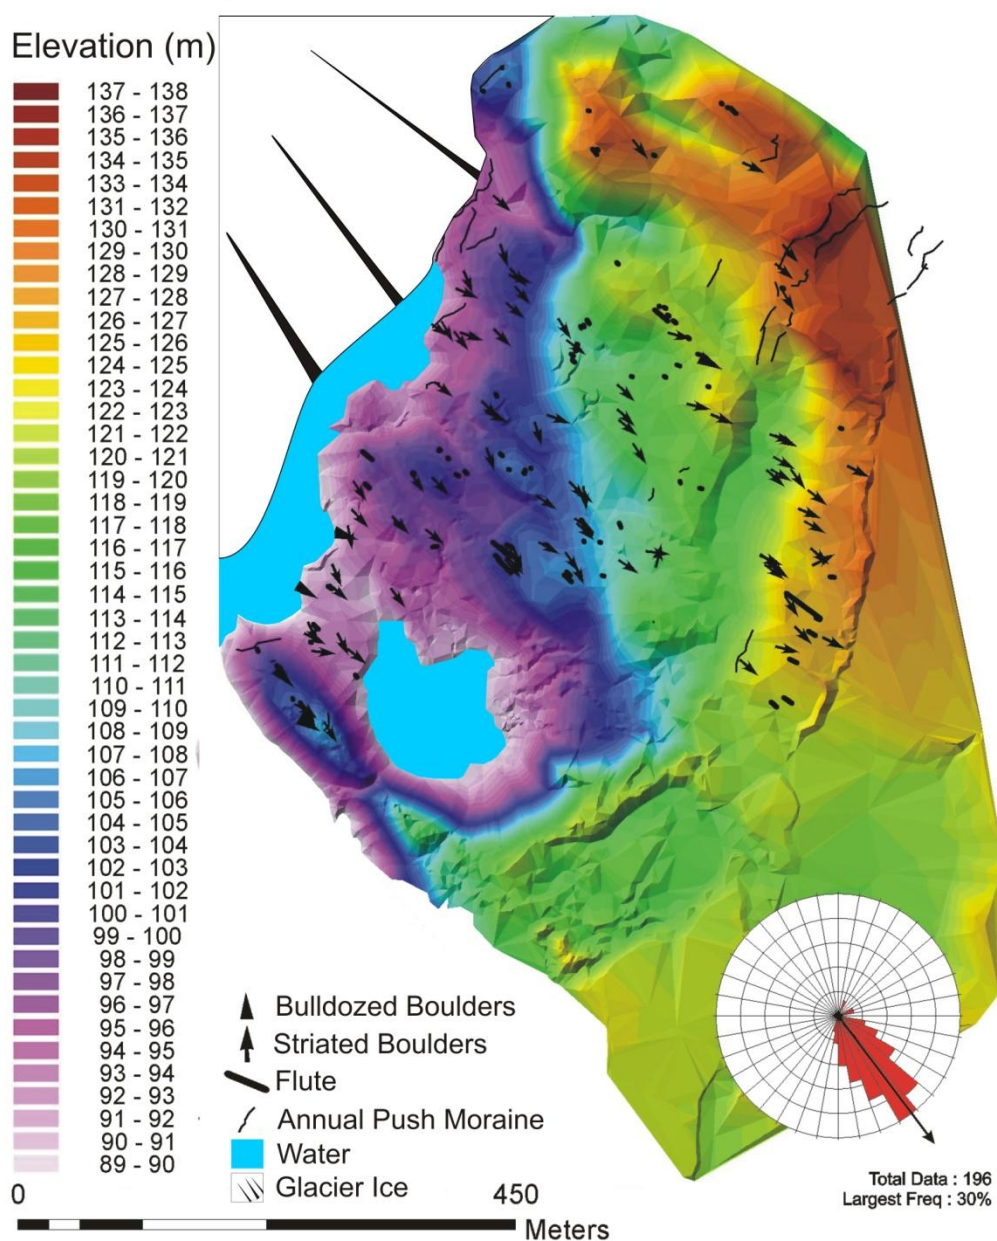 Elevation (m)
137 - 138
136 - 137
135 - 136
134 - 135
133 - 134
131 - 132
130 - 131
129 - 130
128 - 129
127 - 128
126 - 127
125 - 126
124 - 125
123 - 124
122 - 123
121 - 122
120 - 121
119 - 120
118 - 119
117 - 118
116 - 117
115 - 116
114 - 115
113 - 114
112 - 113
111 - 112
110 - 111
109 - 110
108 - 109
107 - 108
106 - 107
105 - 106
104 - 105
103 - 104
102 - 103
101 - 102
100 - 101
99 - 100
98 - 99
97 - 98
96 - 97
95 - 96
94 - 95
93 - 94
92 - 93
91 - 92
90 - 91
89 - 90
Bulldozed Boulders
Striated Boulders
Flute
Annual Push Moraine
Water
Glacier Ice
0 450
Meters
Total Data : 196
Largest Freq : 30%